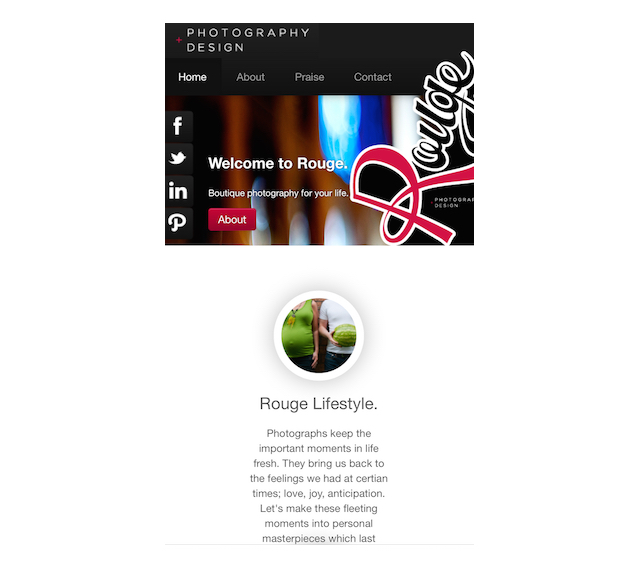 + PHOTOGRAPHY
DESIGN
Home About Praise Contact
Rouge
Welcome to Rouge.
Boutique photography for your life.
PHOTOGRAP
DESIGN
About
Rouge Lifestyle.
Photographs keep the
important moments in life
fresh. They bring us back to
the feelings we had at certian
times; love, joy, anticipation.
Let's make these fleeting
moments into personal
masterpieces which last